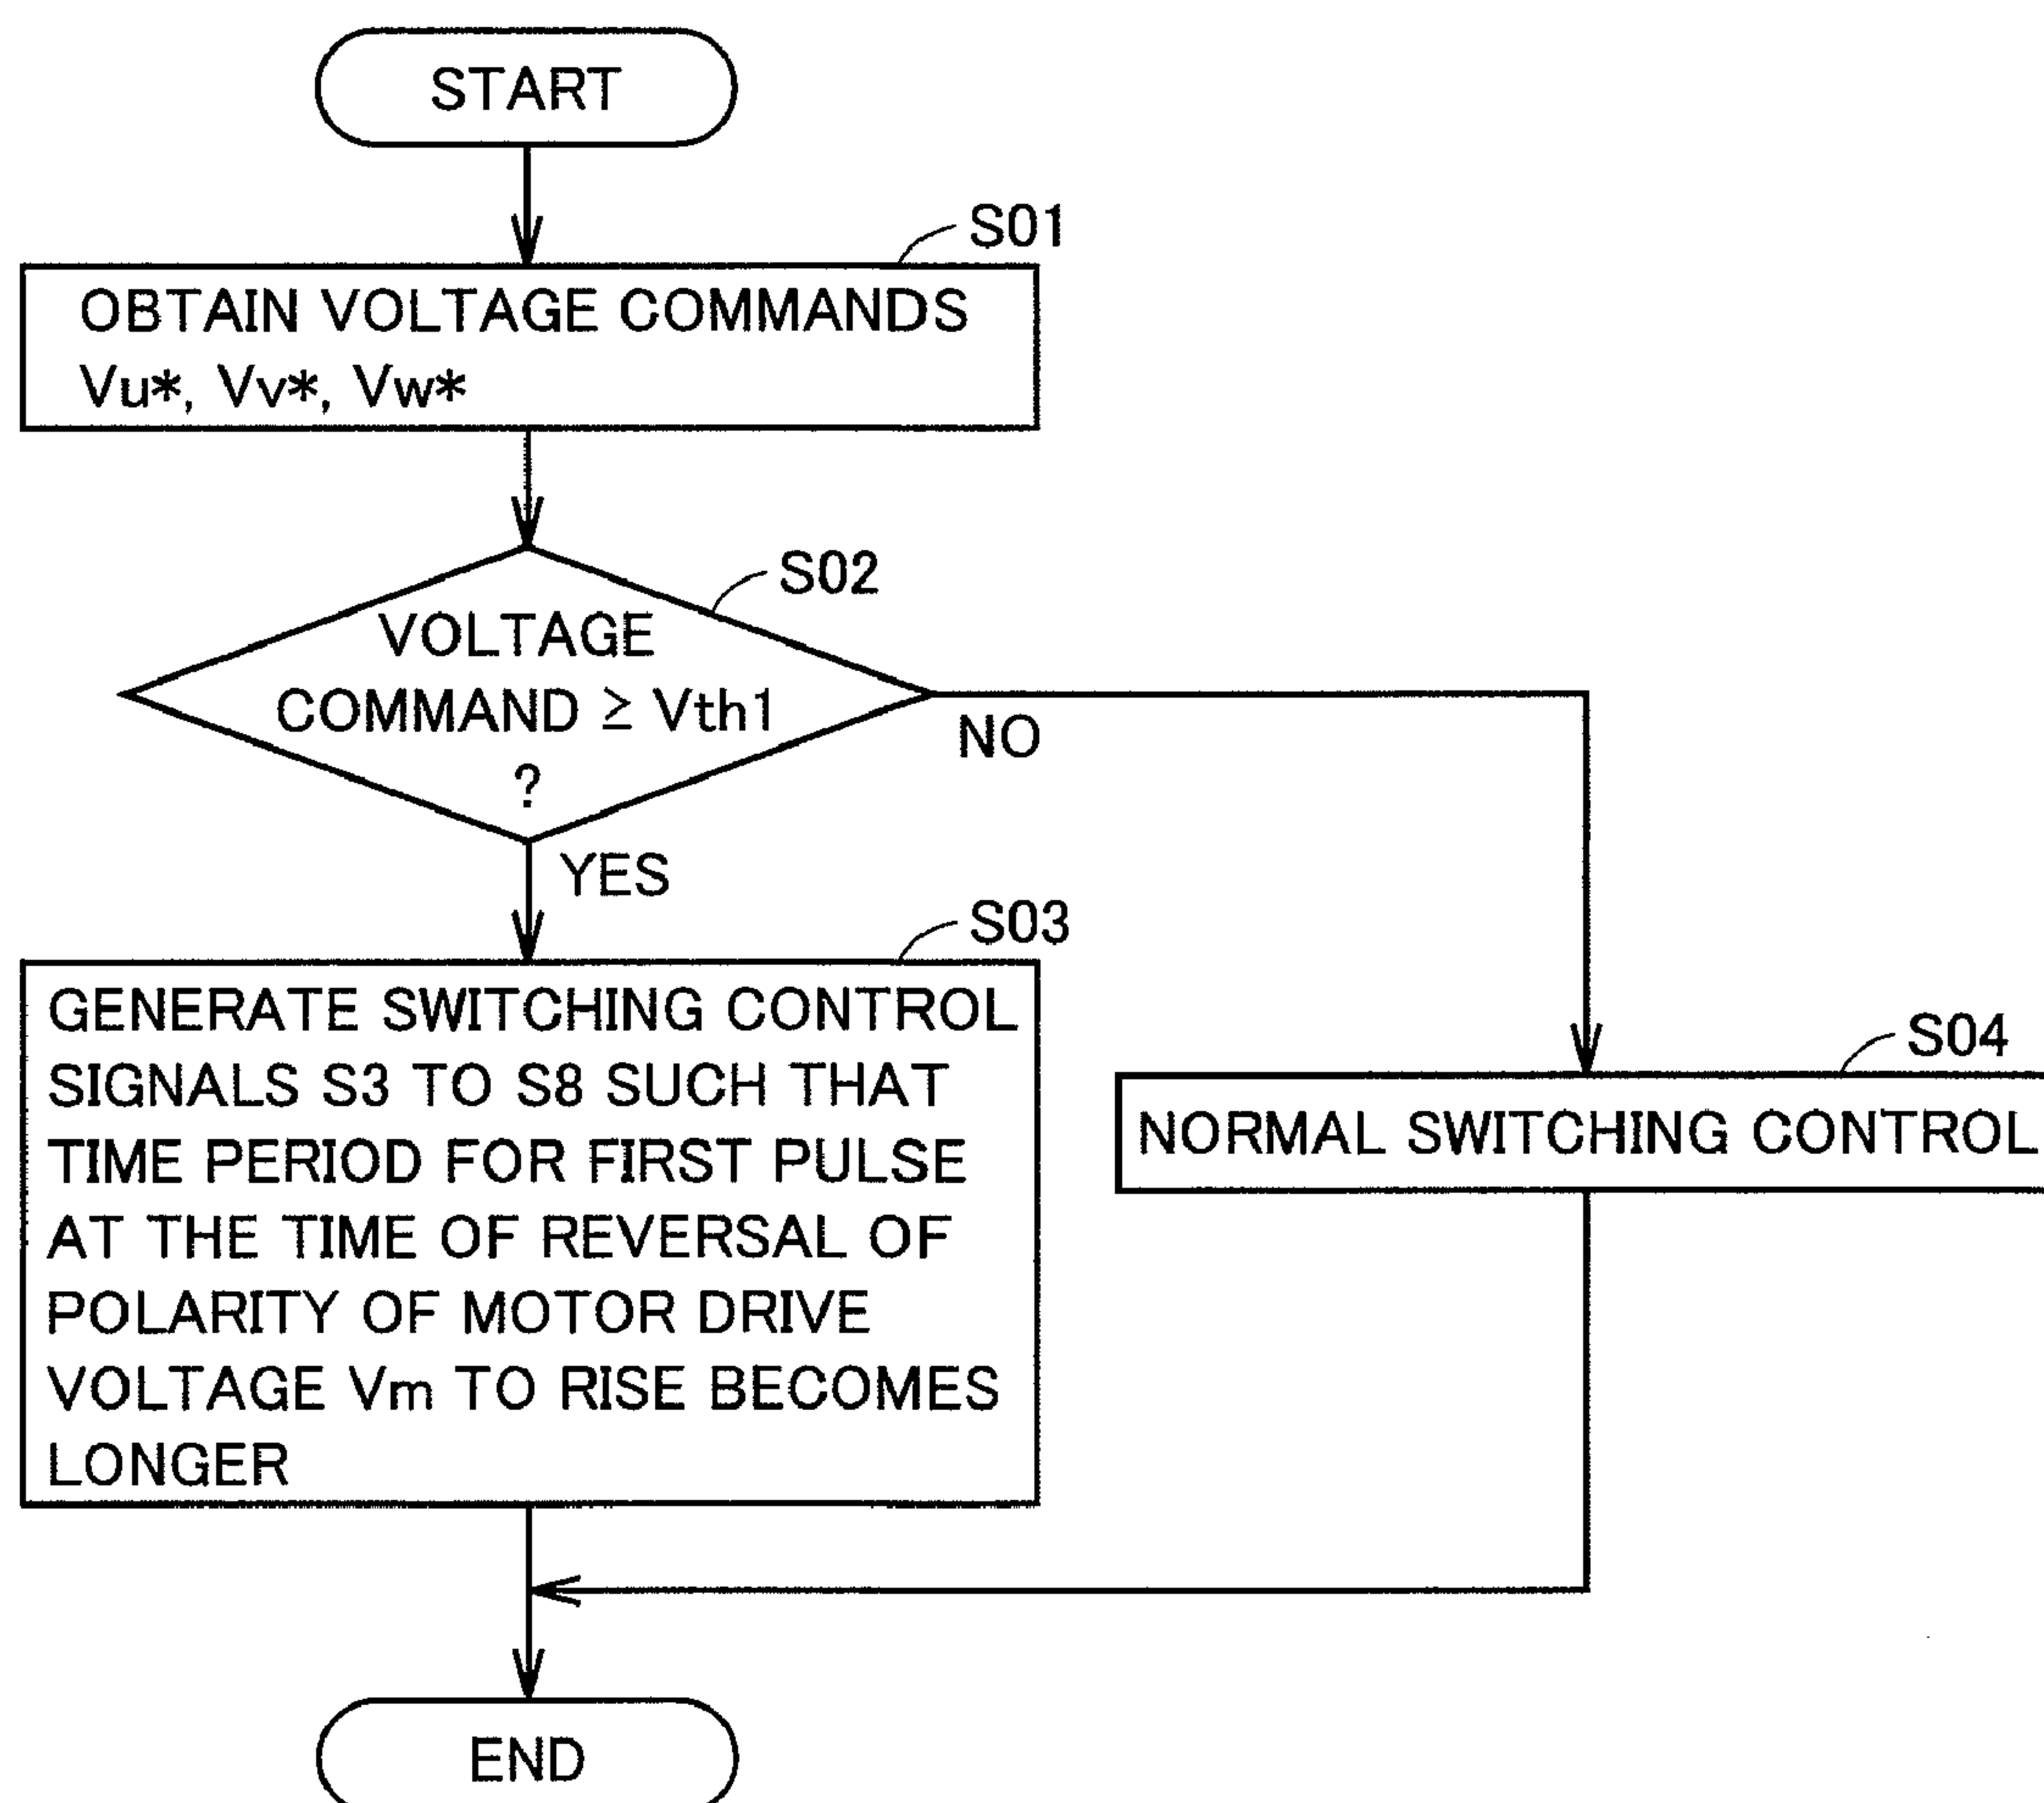 START
S01
OBTAIN VOLTAGE COMMANDS
Vu*, Vv*, Vw*
S02
VOLTAGE
COMMAND ≥ Vth1
?
NO
YES
S03
GENERATE SWITCHING CONTROL
SIGNALS S3 TO S8 SUCH THAT
TIME PERIOD FOR FIRST PULSE
AT THE TIME OF REVERSAL OF
POLARITY OF MOTOR DRIVE
VOLTAGE Vm TO RISE BECOMES
LONGER
S04
NORMAL SWITCHING CONTROL
END